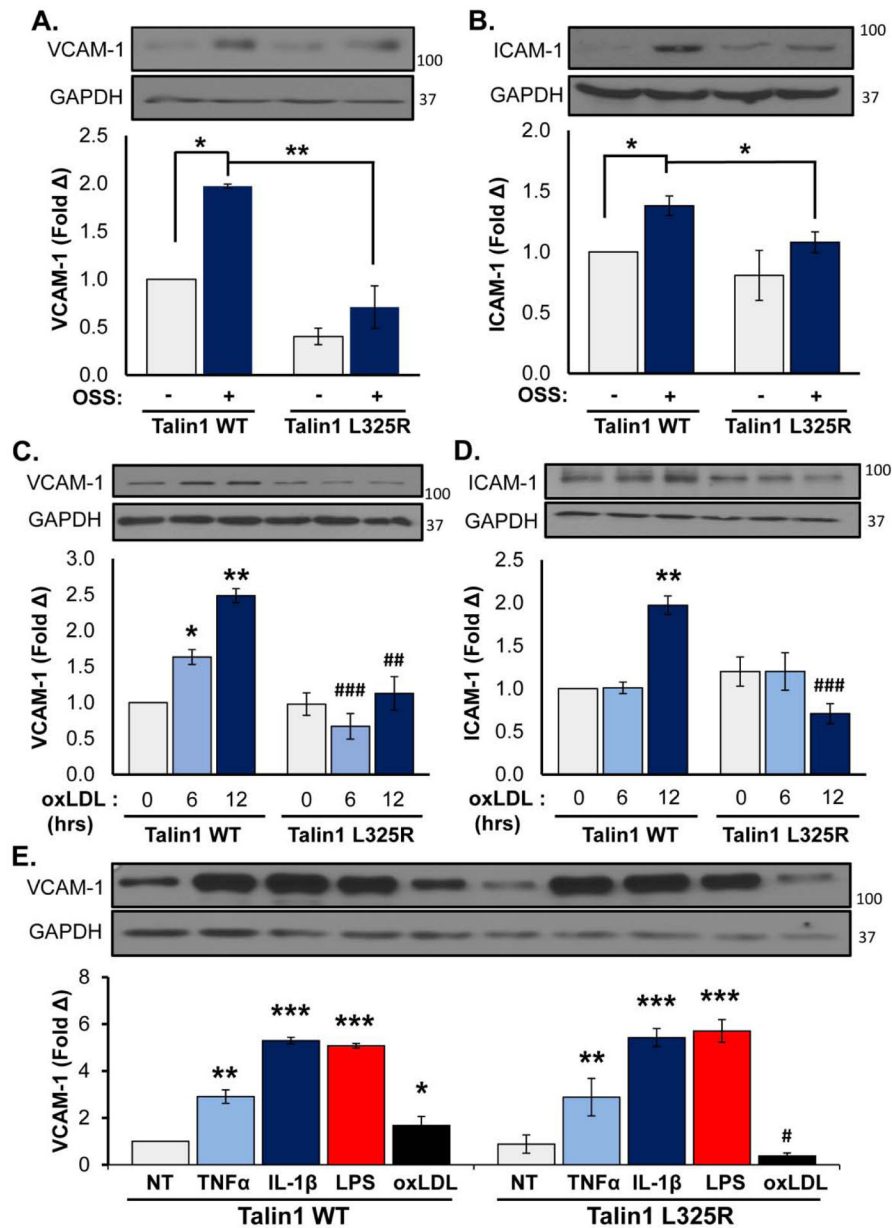 A.
VCAM-1
100
GAPDH
37
VCAM-1 (Fold Δ)
2.5
2.0
1.5
1.0
0.5
0.0
*
**
OSS: - + - +
Talin1 WT Talin1 L325R
B.
ICAM-1
100
GAPDH
37
ICAM-1 (Fold Δ)
2.0
1.5
1.0
0.5
0.0
*
*
- + - +
Talin1 WT Talin1 L325R
C.
VCAM-1
100
GAPDH
37
VCAM-1 (Fold Δ)
3.0
2.5
2.0
1.5
1.0
0.5
0.0
* ** ### ##
oxLDL : 0 6 12 0 6 12
(hrs) Talin1 WT Talin1 L325R
D.
ICAM-1
100
GAPDH
37
ICAM-1 (Fold Δ)
2.5
2.0
1.5
1.0
0.5
0.0
** ###
0 6 12 0 6 12
Talin1 WT Talin1 L325R
E.
VCAM-1
100
GAPDH
37
VCAM-1 (Fold Δ)
8
6
4
2
0
** *** *** * ** *** *** #
NT TNFα IL-1β LPS oxLDL NT TNFα IL-1β LPS oxLDL
Talin1 WT Talin1 L325R